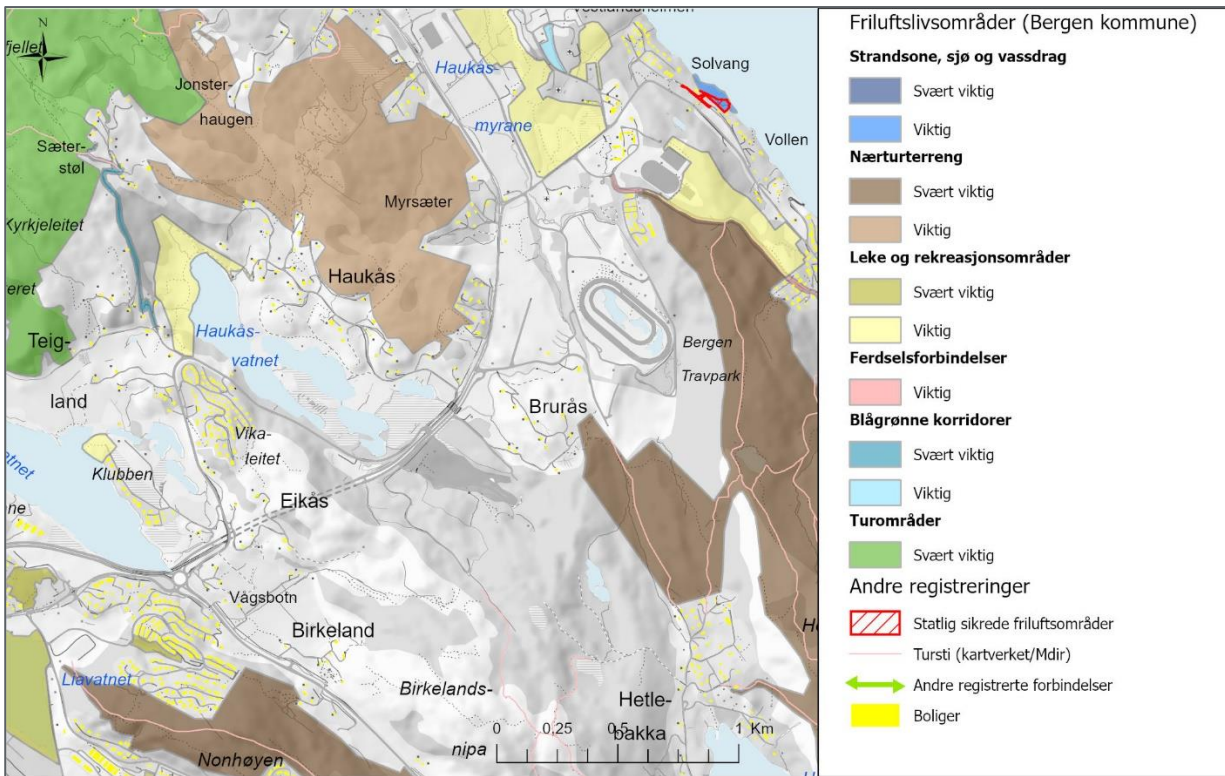 N
fjellet
Jonster-
haugen
Haukås-
myrane
Solvang
Vollen
Sæter-
støl
Kyrkjeleitet
Myrsæter
Haukås
eret
Teig-
land
Haukås-
vatnet
Bergen
Travpark
Brurås
Vika-
leitet
Klubben
Eikås
Vågsbotn
Birkeland
Liavatnet
Birkelands-
nipa
Hetle-
bakka
Nonhøyen
0 0,25 0,5 1 Km
Friluftslivsområder (Bergen kommune)
Strandsone, sjø og vassdrag
Svært viktig
Viktig
Nærturterreng
Svært viktig
Viktig
Leke og rekreasjonsområder
Svært viktig
Viktig
Ferdselsforbindelser
Viktig
Blågrønne korridorer
Svært viktig
Viktig
Turområder
Svært viktig
Andre registreringer
Statlig sikrede friluftsområder
Tursti (kartverket/Mdir)
Andre registrerte forbindelser
Boliger